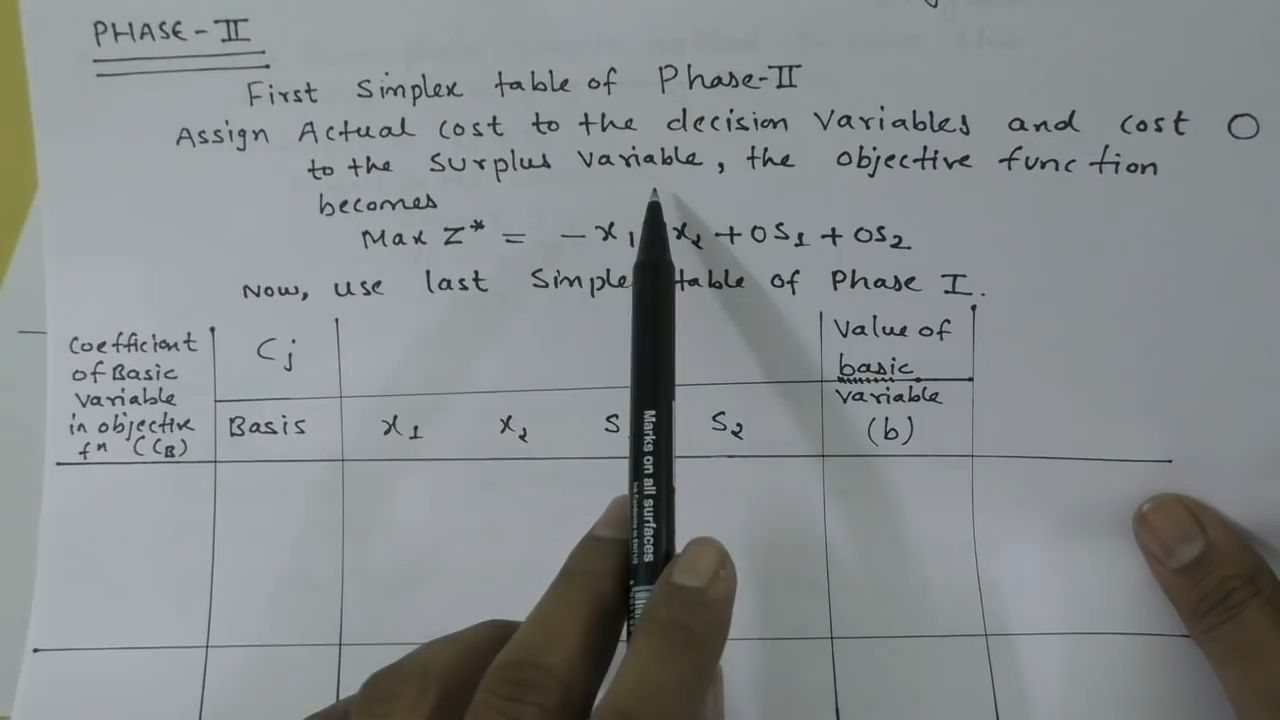 PHASE-II
First Simplex table of Phase-II
Assign Actual cost to the decision variables and cost 0
to the surplus variable, the objective function
becomes
Max Z* = -x1 x2 + 0S1 + 0S2
Now, use last Simple table of Phase I.
Coefficient
of Basic
variable
in objective
fn (CB)
Cj
Basis
x1 x2 S S2
Value of
basic
variable
(b)
Marks on all surfaces